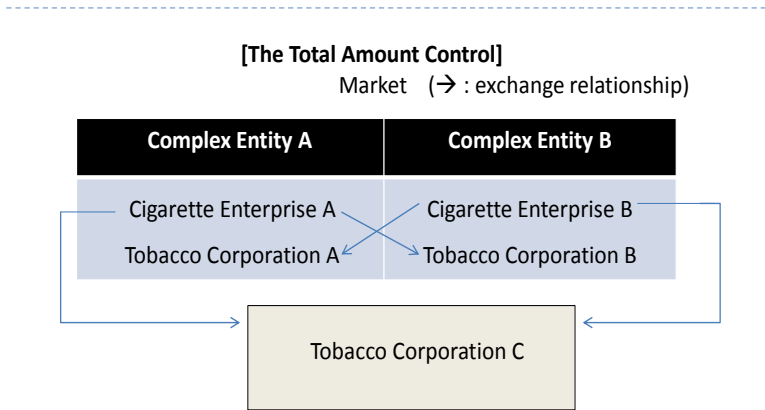 [The Total Amount Control]
Market (→ : exchange relationship)
Complex Entity A Complex Entity B
Cigarette Enterprise A Cigarette Enterprise B
Tobacco Corporation A Tobacco Corporation B
Tobacco Corporation C